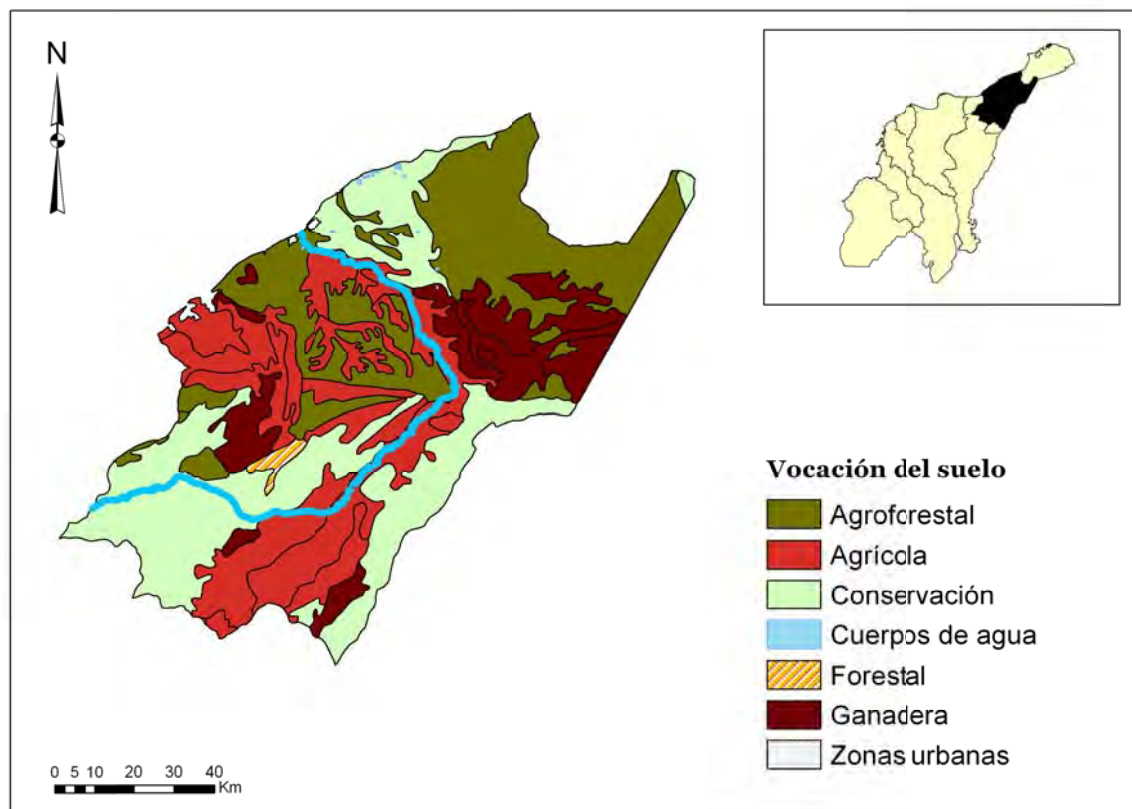 N
Vocación del suelo
Agroforestal
Agrícola
Conservación
Cuerpos de agua
Forestal
Ganadera
Zonas urbanas
0 5 10 20 30 40
Km